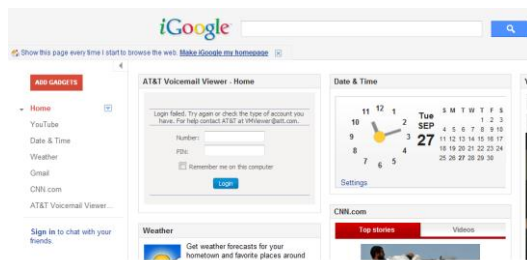 iGoogle
Show this page every time I start to browse the web. Make iGoogle my homepage
ADD GADGETS
Home
YouTube
Date & Time
Weather
Gmail
CNN.com
AT&T Voicemail Viewer...
Sign in to chat with your
friends.
AT&T Voicemail Viewer - Home
Login failed. Try again or check the type of account you
have. For help contact AT&T at VMViewer@att.com.
Number:
PIN:
Remember me on this computer
Login
Weather
Get weather forecasts for your
hometown and favorite places around
Date & Time
12
1
2
3
4
5
6
7
8
9
10
11
Tue
SEP
27
S M T W T F S
1 2 3
4 5 6 7 8 9 10
11 12 13 14 15 16 17
18 19 20 21 22 23 24
25 26 27 28 29 30
Settings
CNN.com
Top stories
Videos